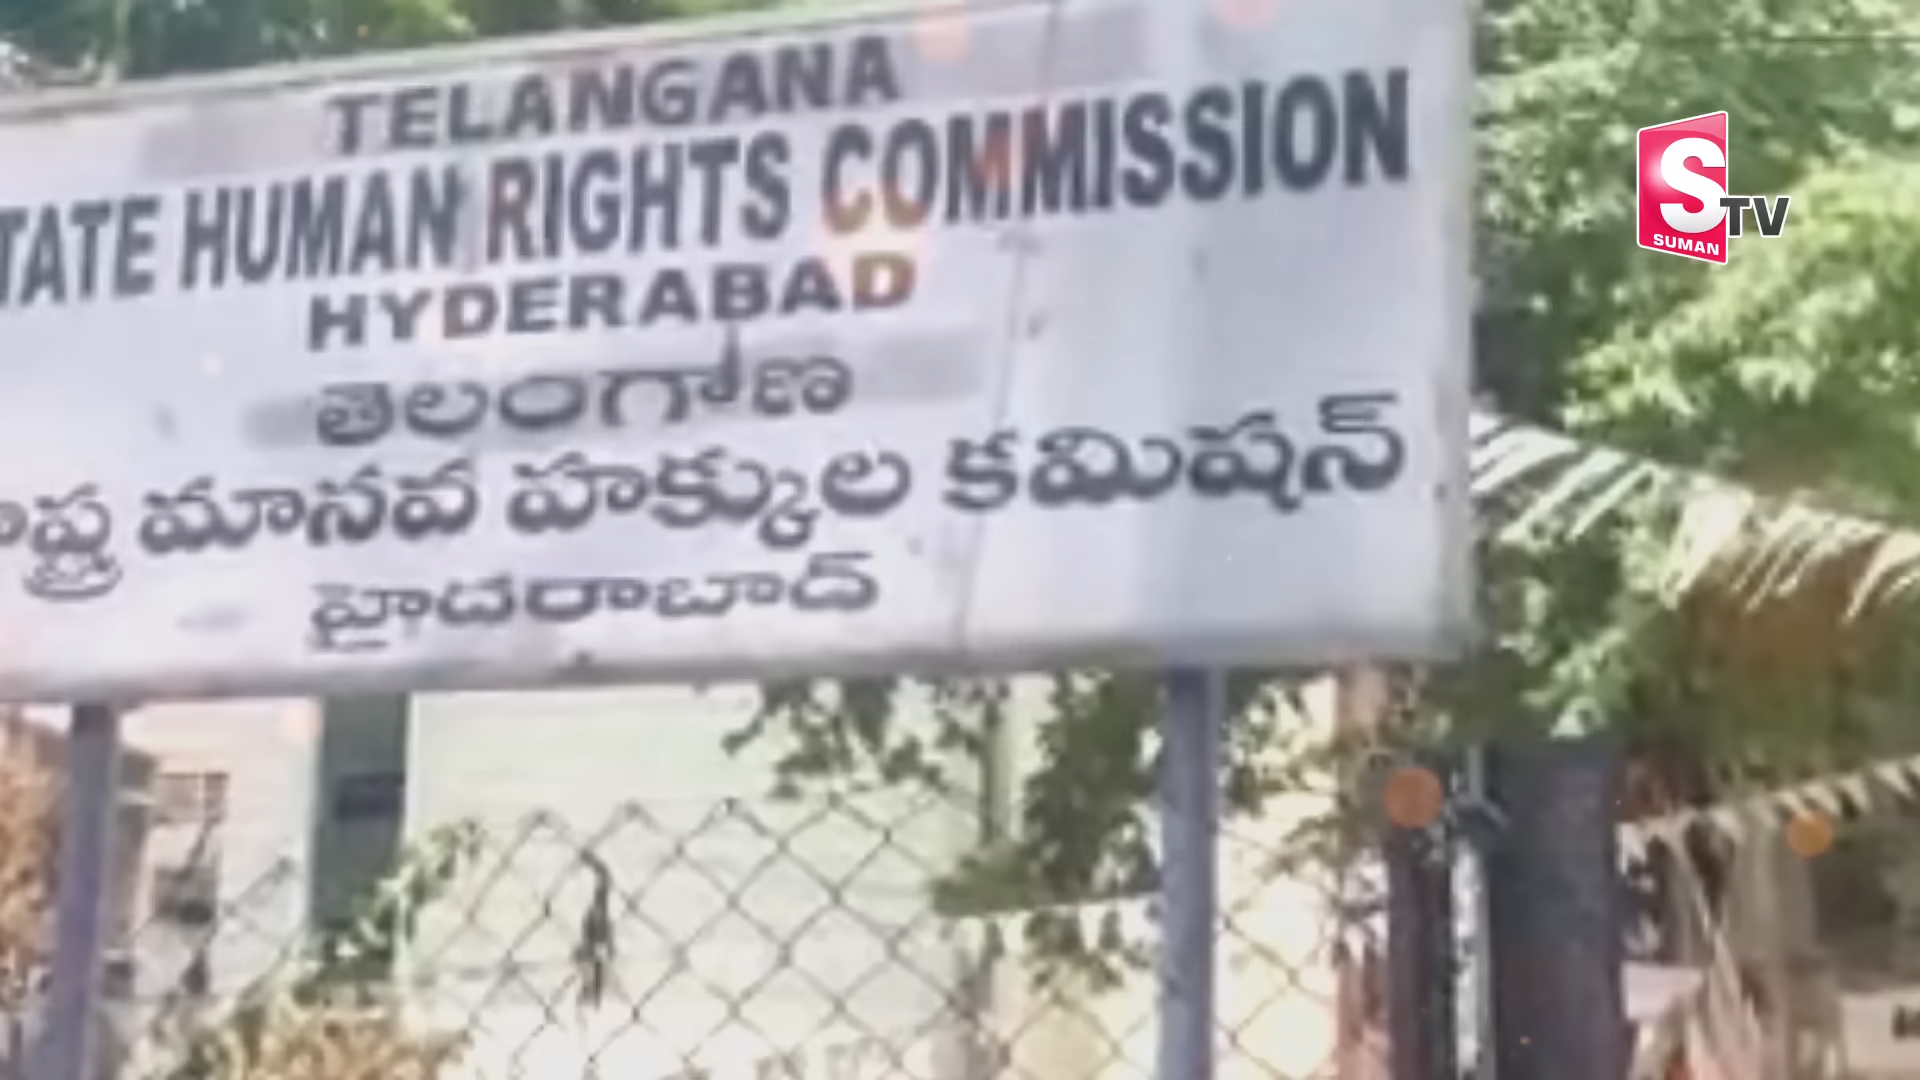 TELANGANA
TATE HUMAN RIGHTS COMMISSION
HYDERABAD
తెలంగాణ
మానవ హక్కుల కమిషన్
హైదరాబాద్
S TV
SUMAN